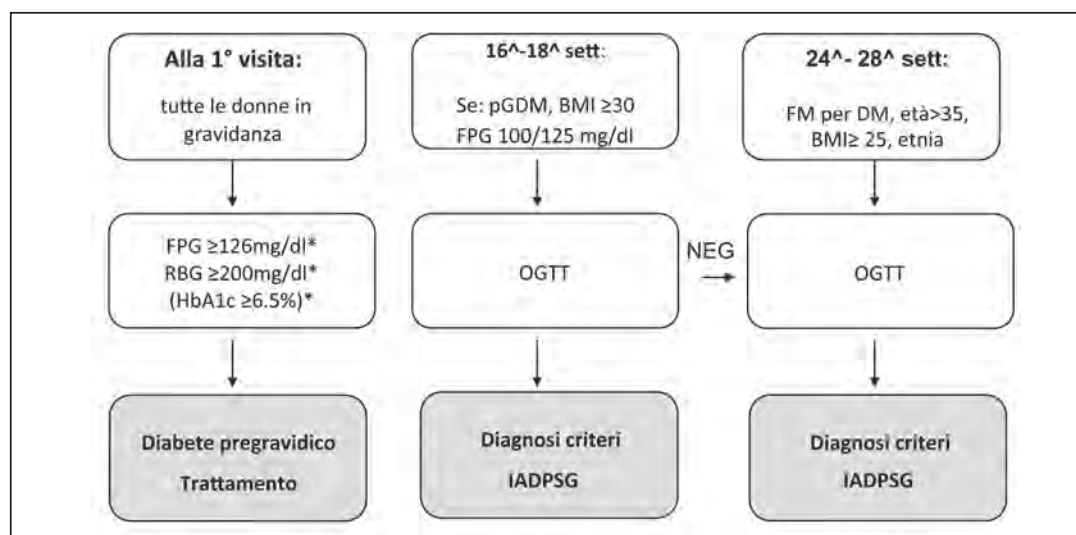 Alla 1° visita:
tutte le donne in
gravidanza
FPG ≥126mg/dl*
RBG ≥200mg/dl*
(HbA1c ≥6.5%)*
Diabete pregravidico
Trattamento
16^-18^ sett:
Se: pGDM, BMI ≥30
FPG 100/125 mg/dl
OGTT
NEG
Diagnosi criteri
IADPSG
24^- 28^ sett:
FM per DM, età>35,
BMI≥ 25, etnia
OGTT
Diagnosi criteri
IADPSG